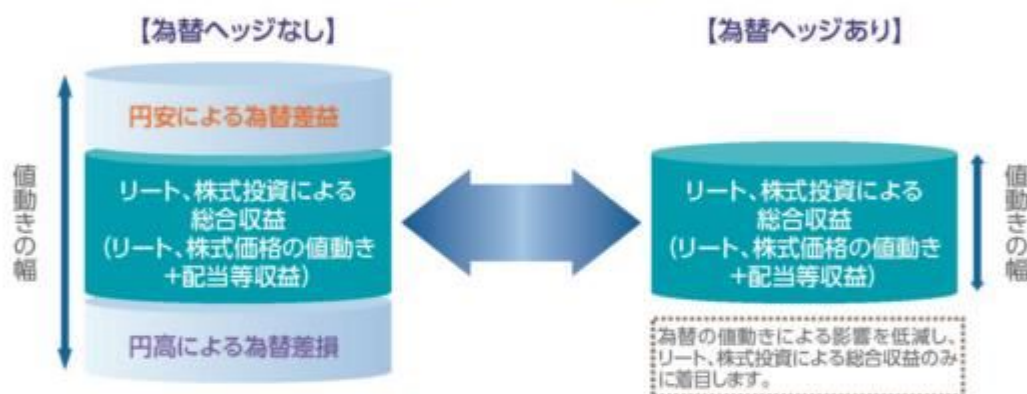 【為替ヘッジなし】
値動きの幅
円安による為替差益
リート、株式投資による
総合収益
(リート、株式価格の値動き
+配当等収益)
円高による為替差損
【為替ヘッジあり】
リート、株式投資による
総合収益
(リート、株式価格の値動き
+配当等収益)
値動きの幅
為替の値動きによる影響を低減し、
リート、株式投資による総合収益のみ
に着目します。